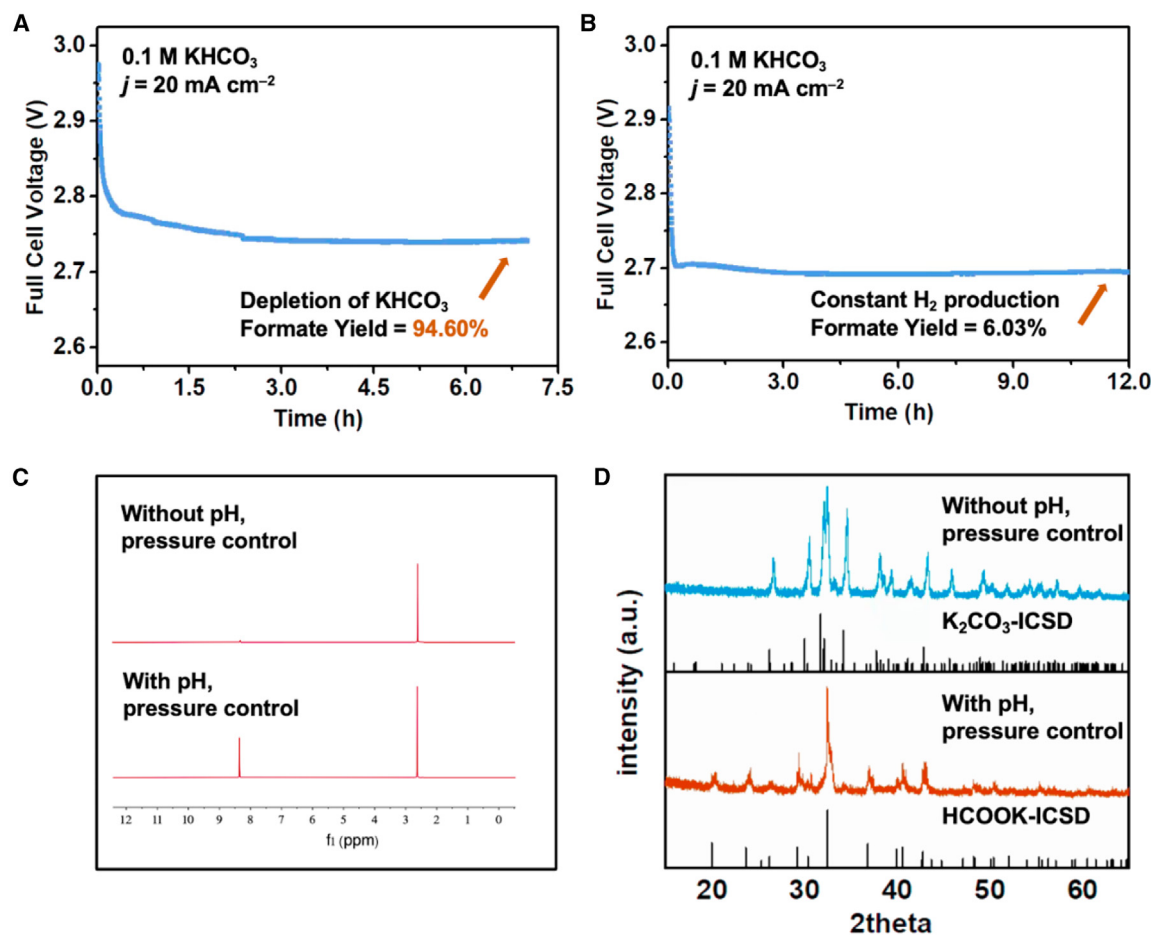 A
0.1 M KHCO₃
j = 20 mA cm⁻²
3.0
2.9
2.8
2.7
2.6
Full Cell Voltage (V)
Depletion of KHCO₃
Formate Yield = 94.60%
0.0 1.5 3.0 4.5 6.0 7.5
Time (h)
B
0.1 M KHCO₃
j = 20 mA cm⁻²
3.0
2.9
2.8
2.7
2.6
Full Cell Voltage (V)
Constant H₂ production
Formate Yield = 6.03%
0.0 3.0 6.0 9.0 12.0
Time (h)
C
Without pH,
pressure control
With pH,
pressure control
12 11 10 9 8 7 6 5 4 3 2 1 0
f1 (ppm)
D
Without pH,
pressure control
K₂CO₃-ICSD
With pH,
pressure control
HCOOK-ICSD
intensity (a.u.)
20 30 40 50 60
2theta